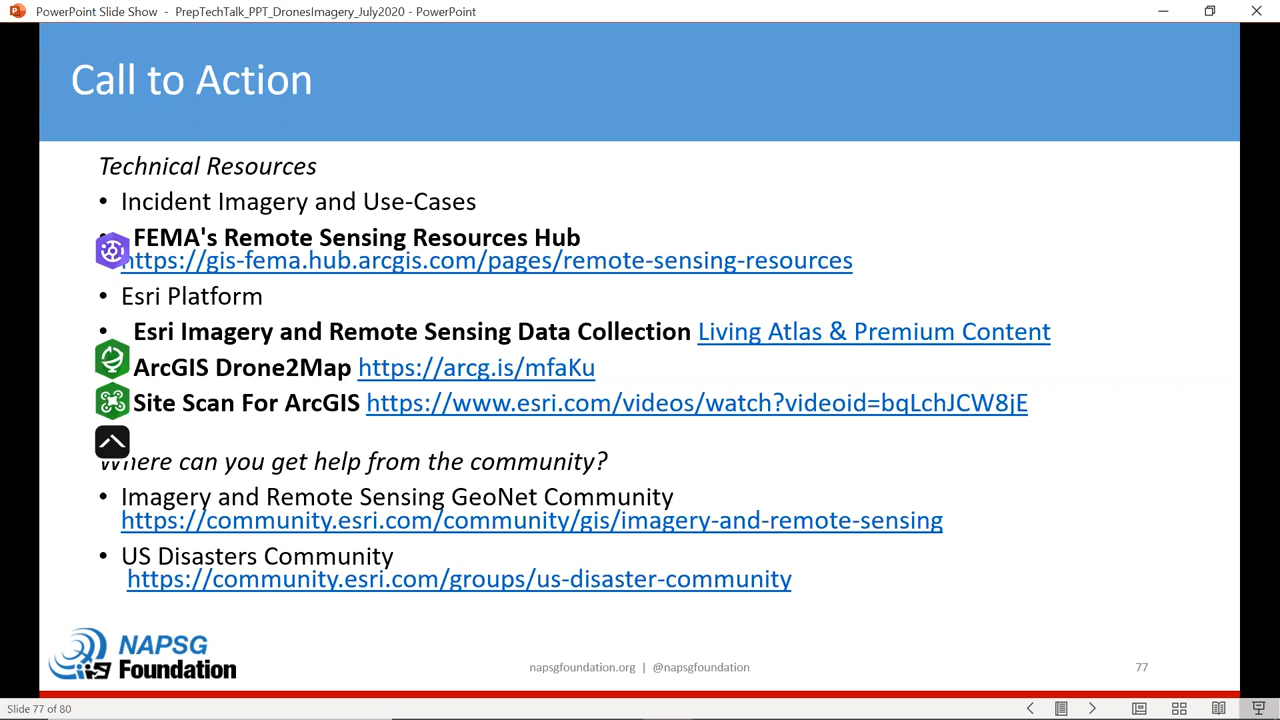 PowerPoint Slide Show - PrepTechTalk_PPT_DronesImagery_July2020 - PowerPoint
Call to Action
Technical Resources
• Incident Imagery and Use-Cases
FEMA's Remote Sensing Resources Hub
https://gis-fema.hub.arcgis.com/pages/remote-sensing-resources
• Esri Platform
• Esri Imagery and Remote Sensing Data Collection Living Atlas & Premium Content
ArcGIS Drone2Map https://arcg.is/mfaKu
Site Scan For ArcGIS https://www.esri.com/videos/watch?videoid=bqLchJCW8jE
Where can you get help from the community?
• Imagery and Remote Sensing GeoNet Community
https://community.esri.com/community/gis/imagery-and-remote-sensing
• US Disasters Community
https://community.esri.com/groups/us-disaster-community
NAPSG
Foundation
napsgfoundation.org | @napsgfoundation
77
Slide 77 of 80